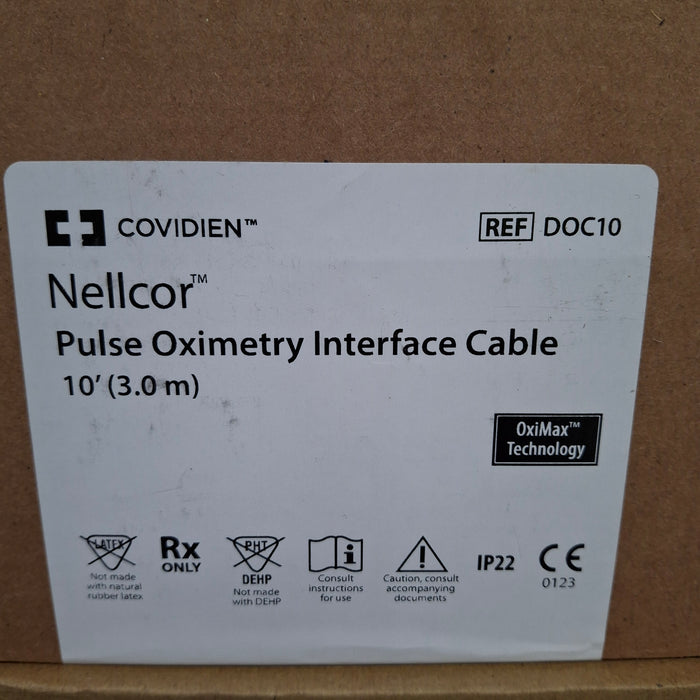 COVIDIEN™
REF DOC10
Nellcor™
Pulse Oximetry Interface Cable
10’ (3.0 m)
OxiMax™
Technology
LATEX
Not made
with natural
rubber latex
Rx
ONLY
PHT
DEHP
Not made
with DEHP
i
Consult
instructions
for use
!
Caution, consult
accompanying
documents
IP22
CE
0123